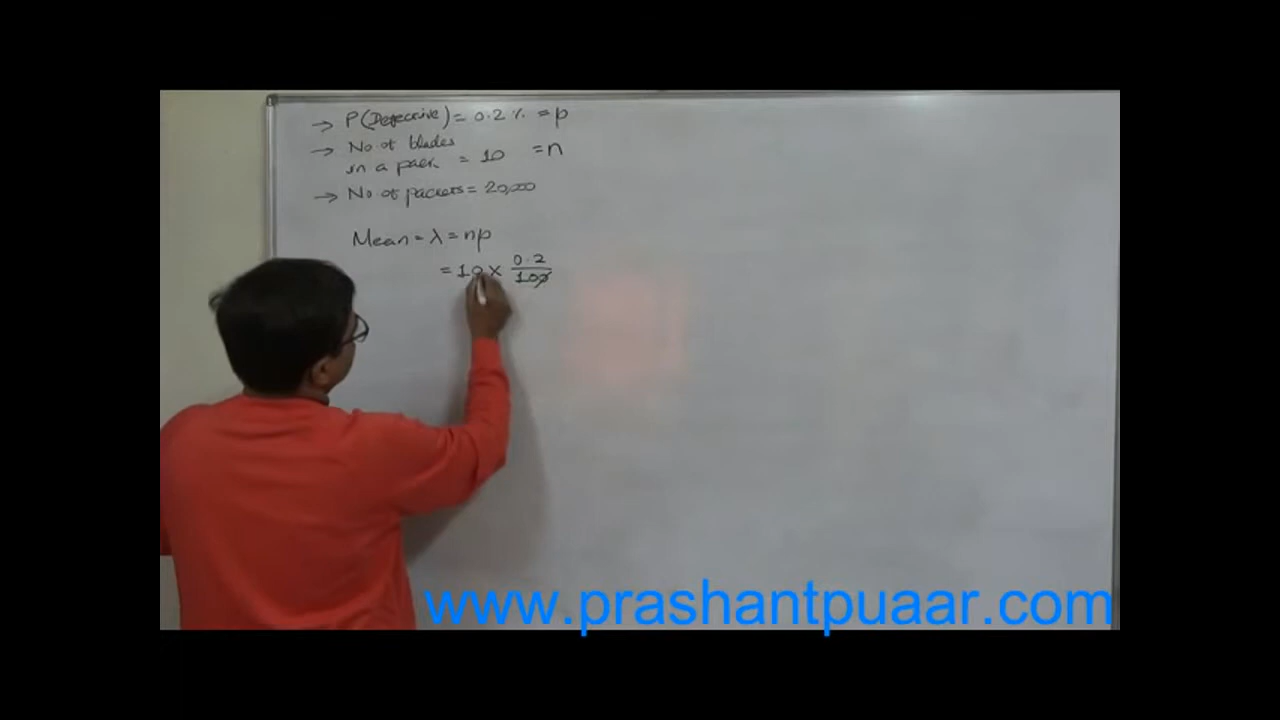 → P(Defective) = 0.2 % = p
→ No of blades
in a pack = 10 = n
→ No of packets = 20,000
Mean = λ = np
= 10 × 0.2/100
www.prashantpuaar.com